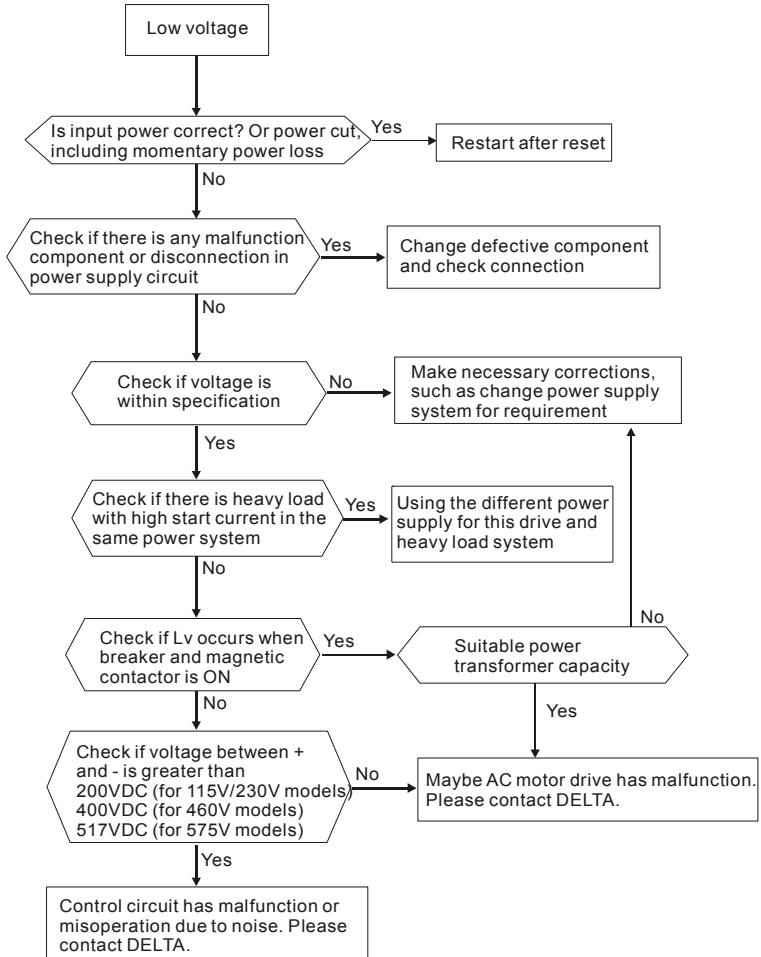 Low voltage
Is input power correct? Or power cut,
including momentary power loss
Yes
Restart after reset
No
Check if there is any malfunction
component or disconnection in
power supply circuit
Yes
Change defective component
and check connection
No
Check if voltage is
within specification
No
Make necessary corrections,
such as change power supply
system for requirement
Yes
Check if there is heavy load
with high start current in the
same power system
Yes
Using the different power
supply for this drive and
heavy load system
No
Check if Lv occurs when
breaker and magnetic
contactor is ON
Yes
Suitable power
transformer capacity
No
Yes
No
Check if voltage between +
and - is greater than
200VDC (for 115V/230V models)
400VDC (for 460V models)
517VDC (for 575V models)
No
Maybe AC motor drive has malfunction.
Please contact DELTA.
Yes
Control circuit has malfunction or
misoperation due to noise. Please
contact DELTA.